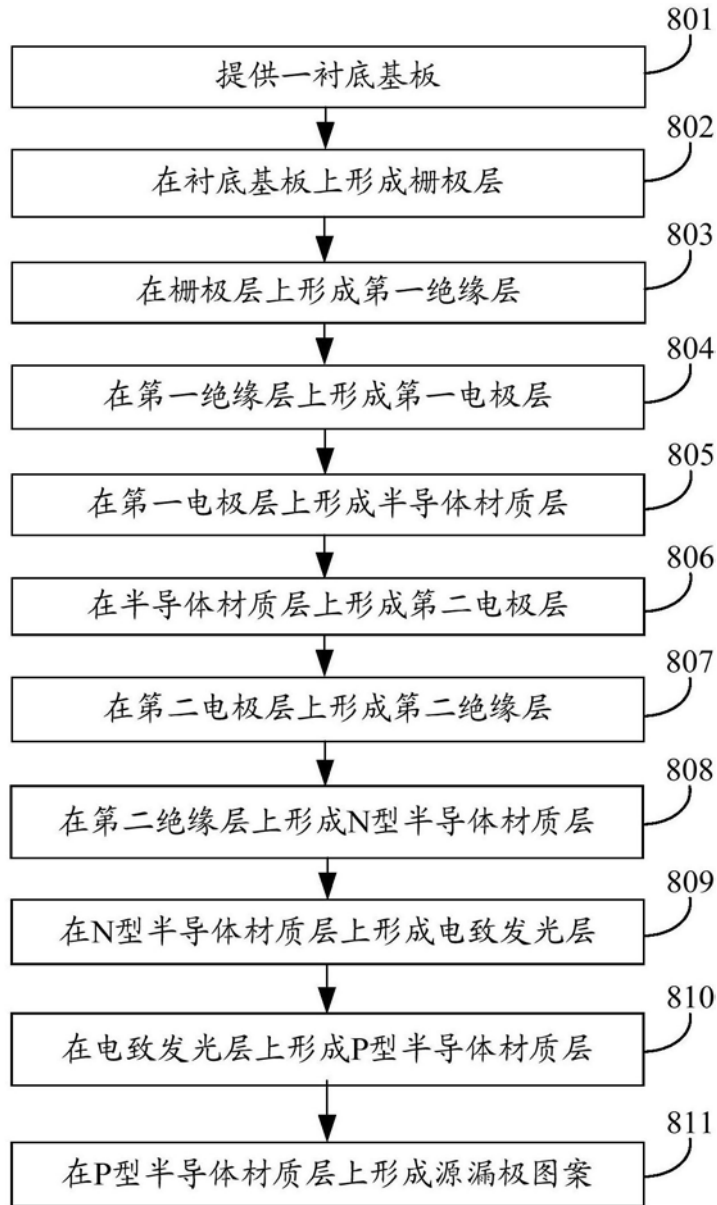 801
提供一衬底基板
802
在衬底基板上形成栅极层
803
在栅极层上形成第一绝缘层
804
在第一绝缘层上形成第一电极层
805
在第一电极层上形成半导体材质层
806
在半导体材质层上形成第二电极层
807
在第二电极层上形成第二绝缘层
808
在第二绝缘层上形成N型半导体材质层
809
在N型半导体材质层上形成电致发光层
810
在电致发光层上形成P型半导体材质层
811
在P型半导体材质层上形成源漏极图案